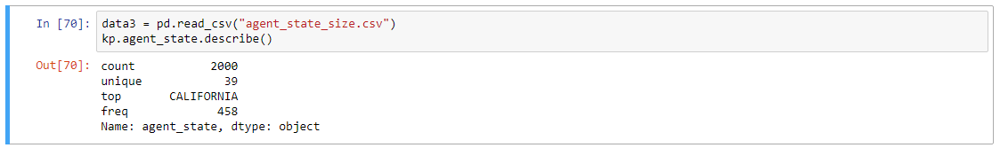 In [70]: data3 = pd.read_csv("agent_state_size.csv")
kp.agent_state.describe()
Out[70]: count 2000
unique 39
top CALIFORNIA
freq 458
Name: agent_state, dtype: object